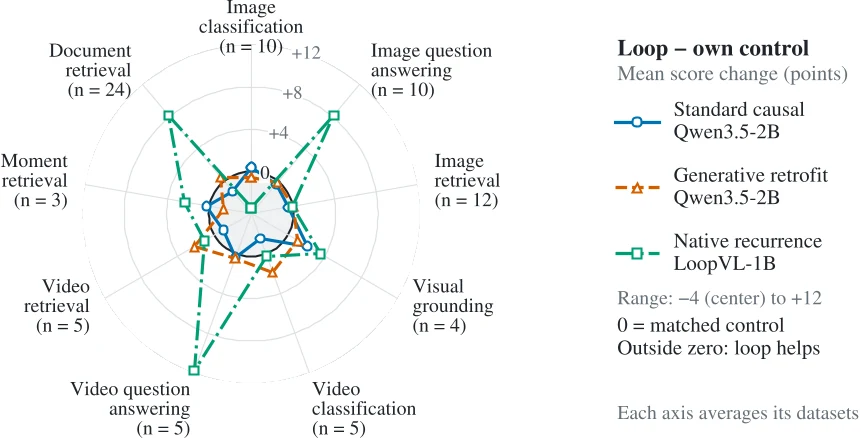 Image
classification
(n = 10)
+12
+8
+4
0
Image question
answering
(n = 10)
Image
retrieval
(n = 12)
Visual
grounding
(n = 4)
Video
classification
(n = 5)
Video question
answering
(n = 5)
Video
retrieval
(n = 5)
Moment
retrieval
(n = 3)
Document
retrieval
(n = 24)
Loop − own control
Mean score change (points)
Standard causal
Qwen3.5-2B
Generative retrofit
Qwen3.5-2B
Native recurrence
LoopVL-1B
Range: −4 (center) to +12
0 = matched control
Outside zero: loop helps
Each axis averages its datasets